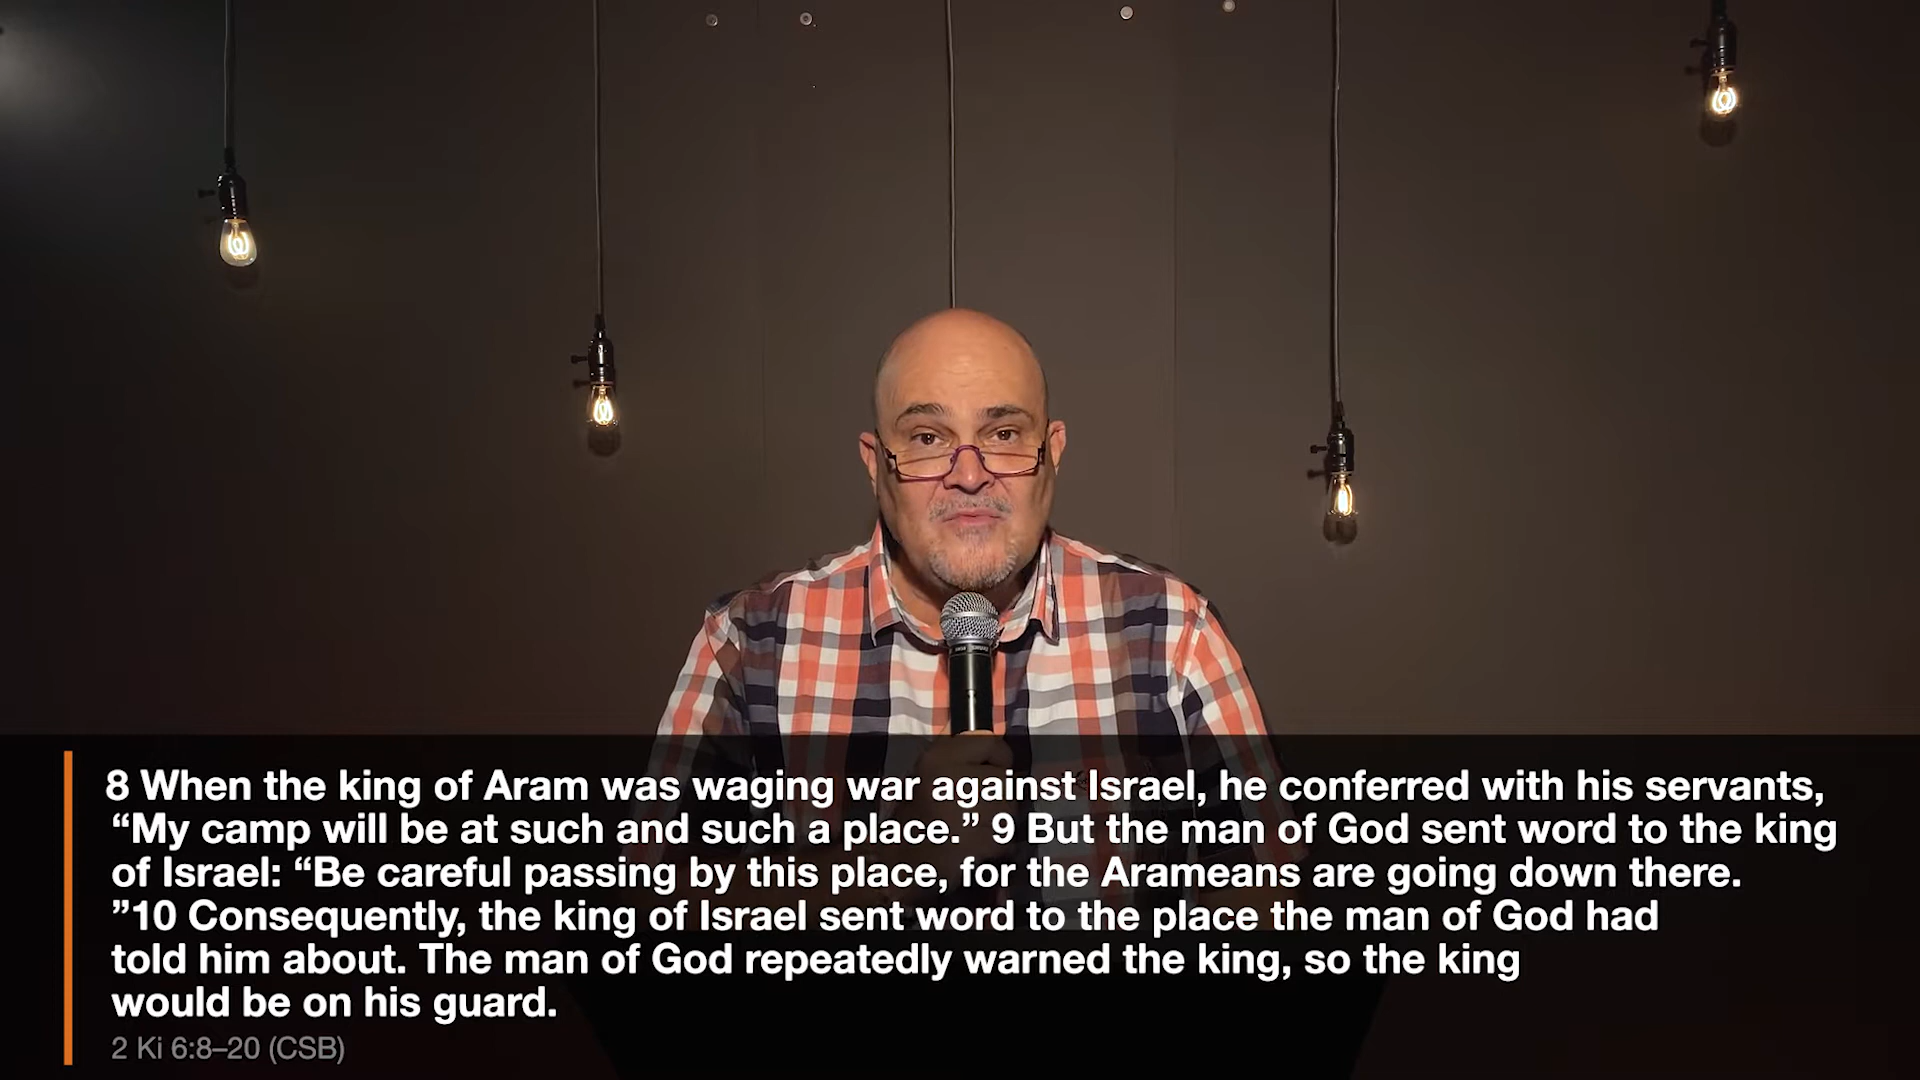 8 When the king of Aram was waging war against Israel, he conferred with his servants,
“My camp will be at such and such a place.” 9 But the man of God sent word to the king
of Israel: “Be careful passing by this place, for the Arameans are going down there.
”10 Consequently, the king of Israel sent word to the place the man of God had
told him about. The man of God repeatedly warned the king, so the king
would be on his guard.
2 Ki 6:8–20 (CSB)